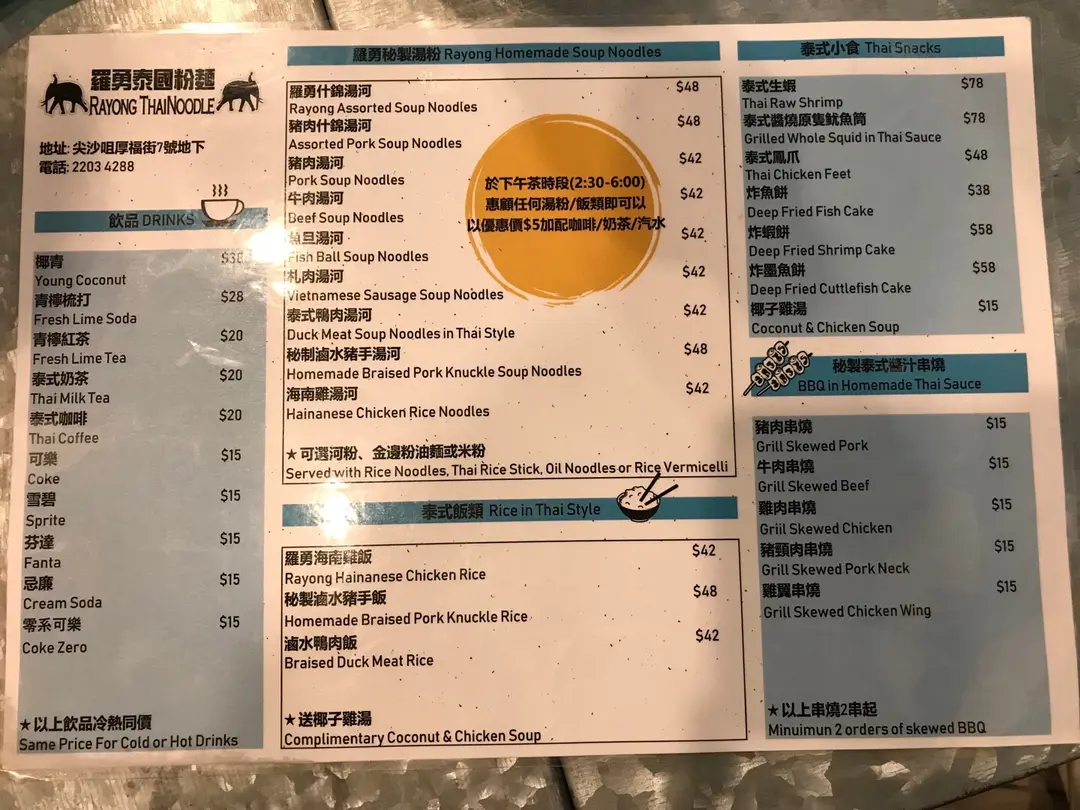 羅勇泰國粉麵
RAYONG THAINOODLE
地址: 尖沙咀厚福街7號地下
電話: 2203 4288
飲品 DRINKS
椰青 $38
Young Coconut
青檸梳打 $28
Fresh Lime Soda
青檸紅茶 $20
Fresh Lime Tea
泰式奶茶 $20
Thai Milk Tea
泰式咖啡 $20
Thai Coffee
可樂 $15
Coke
雪碧 $15
Sprite
芬達 $15
Fanta
忌廉 $15
Cream Soda
零系可樂 $15
Coke Zero
★以上飲品冷熱同價
Same Price For Cold or Hot Drinks
羅勇秘製湯粉 Rayong Homemade Soup Noodles
羅勇什錦湯河 $48
Rayong Assorted Soup Noodles
豬肉什錦湯河 $48
Assorted Pork Soup Noodles
豬肉湯河 $42
Pork Soup Noodles
牛肉湯河 $42
Beef Soup Noodles
魚旦湯河 $42
Fish Ball Soup Noodles
札肉湯河 $42
Vietnamese Sausage Soup Noodles
泰式鴨肉湯河 $42
Duck Meat Soup Noodles in Thai Style
秘制滷水豬手湯河 $48
Homemade Braised Pork Knuckle Soup Noodles
海南雞湯河 $42
Hainanese Chicken Rice Noodles
★可選河粉、金邊粉油麵或米粉
Served with Rice Noodles, Thai Rice Stick, Oil Noodles or Rice Vermicelli
於下午茶時段(2:30-6:00)
惠顧任何湯粉/飯類即可以
以優惠價$5加配咖啡/奶茶/汽水
泰式飯類 Rice in Thai Style
羅勇海南雞飯 $42
Rayong Hainanese Chicken Rice
秘製滷水豬手飯 $48
Homemade Braised Pork Knuckle Rice
滷水鴨肉飯 $42
Braised Duck Meat Rice
★送椰子雞湯
Complimentary Coconut & Chicken Soup
泰式小食 Thai Snacks
泰式生蝦 $78
Thai Raw Shrimp
泰式醬燒原隻魷魚筒 $78
Grilled Whole Squid in Thai Sauce
泰式鳳爪 $48
Thai Chicken Feet
炸魚餅 $38
Deep Fried Fish Cake
炸蝦餅 $58
Deep Fried Shrimp Cake
炸墨魚餅 $58
Deep Fried Cuttlefish Cake
椰子雞湯 $15
Coconut & Chicken Soup
秘製泰式醬汁串燒
BBQ in Homemade Thai Sauce
豬肉串燒 $15
Grill Skewed Pork
牛肉串燒 $15
Grill Skewed Beef
雞肉串燒 $15
Griil Skewed Chicken
豬頸肉串燒 $15
Grill Skewed Pork Neck
雞翼串燒 $15
Grill Skewed Chicken Wing
★以上串燒2串起
Minuimun 2 orders of skewed BBQ